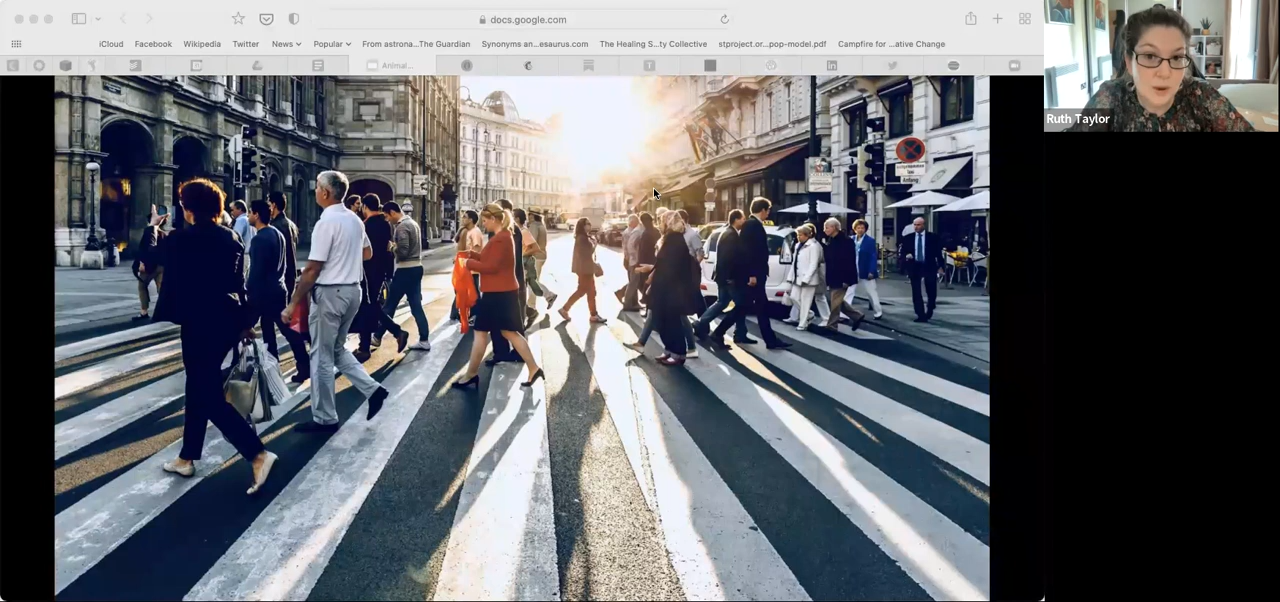 docs.google.com
iCloud Facebook Wikipedia Twitter News Popular From astrona...The Guardian Synonyms an...esaurus.com The Healing S...ty Collective stproject.or...pop-model.pdf Campfire for ...ative Change
Animal...
Ruth Taylor
Anfang